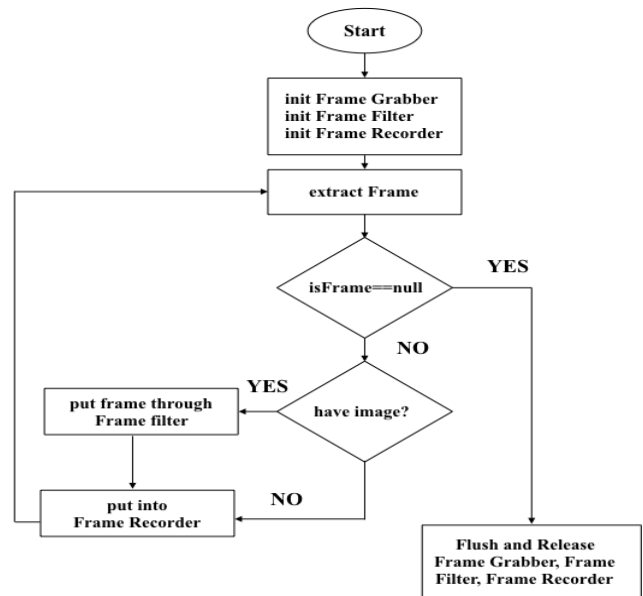 Start
init Frame Grabber
init Frame Filter
init Frame Recorder
extract Frame
isFrame==null
YES
NO
have image?
YES
put frame through
Frame filter
NO
put into
Frame Recorder
Flush and Release
Frame Grabber, Frame
Filter, Frame Recorder